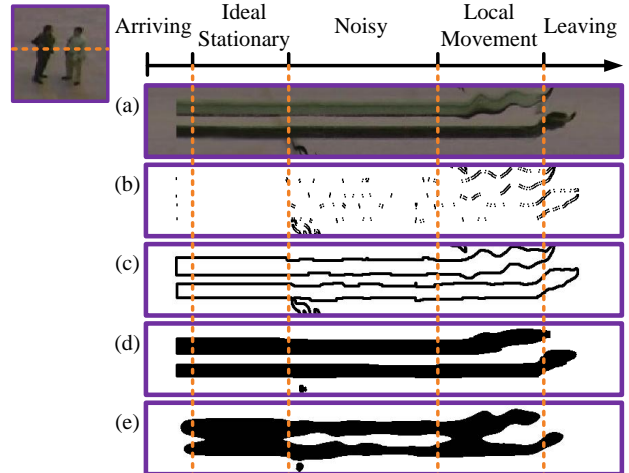 Arriving
Ideal
Stationary
Noisy
Local
Movement
Leaving
(a)
(b)
(c)
(d)
(e)